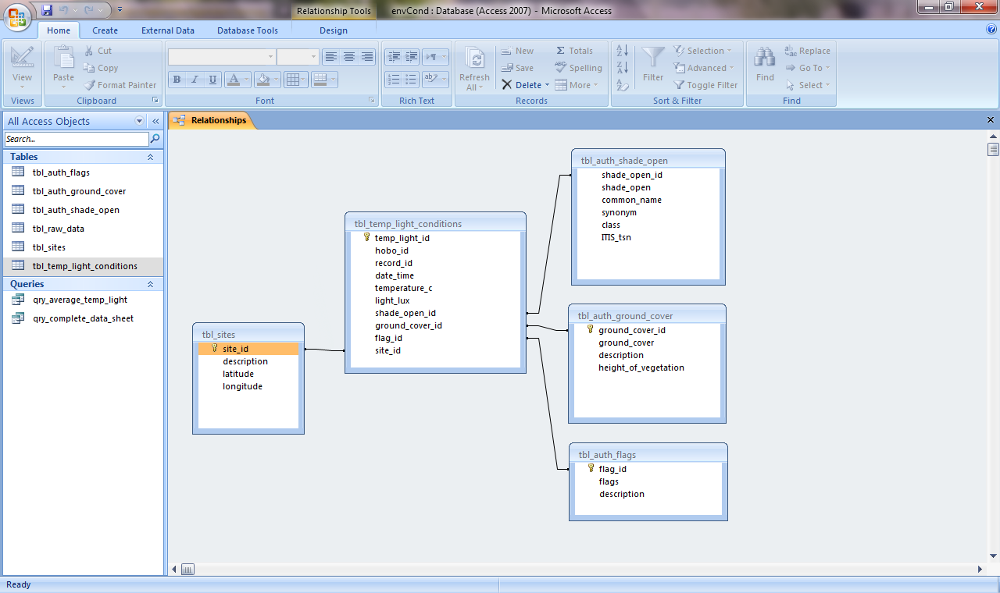 Relationship Tools
envCond : Database (Access 2007) - Microsoft Access
Home Create External Data Database Tools Design
View
Views
Paste
Cut
Copy
Format Painter
Clipboard
B I U A
Font
ab
Rich Text
Refresh All
New
Save
Delete
Σ Totals
ABC Spelling
More
Records
Filter
Selection
Advanced
Toggle Filter
Sort & Filter
Find
Replace
Go To
Select
Find
All Access Objects
Search...
Tables
tbl_auth_flags
tbl_auth_ground_cover
tbl_auth_shade_open
tbl_raw_data
tbl_sites
tbl_temp_light_conditions
Queries
qry_average_temp_light
qry_complete_data_sheet
Relationships
tbl_sites
site_id
description
latitude
longitude
tbl_temp_light_conditions
temp_light_id
hobo_id
record_id
date_time
temperature_c
light_lux
shade_open_id
ground_cover_id
flag_id
site_id
tbl_auth_shade_open
shade_open_id
shade_open
common_name
synonym
class
ITIS_tsn
tbl_auth_ground_cover
ground_cover_id
ground_cover
description
height_of_vegetation
tbl_auth_flags
flag_id
flags
description
Ready